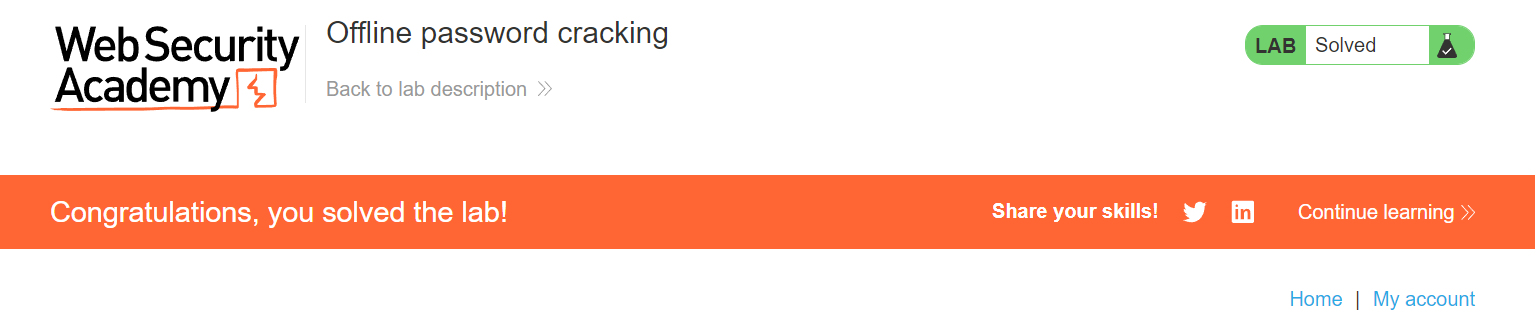 Web Security
Academy
Offline password cracking
Back to lab description
LAB Solved
Congratulations, you solved the lab!
Share your skills!
Continue learning
Home | My account